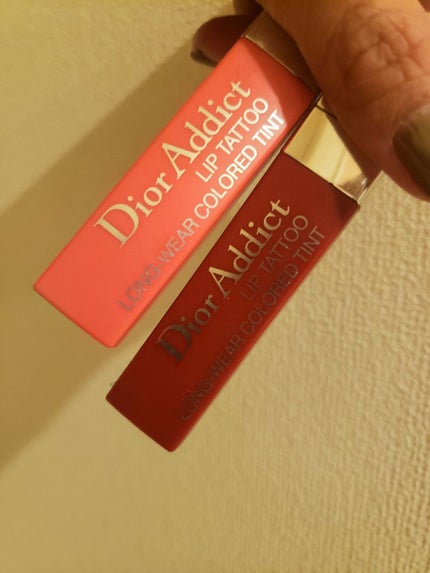 Dior Addict
LIP TATTOO
LONG-WEAR COLORED TINT
Dior Addict
LIP TATTOO
LONG-WEAR COLORED TINT